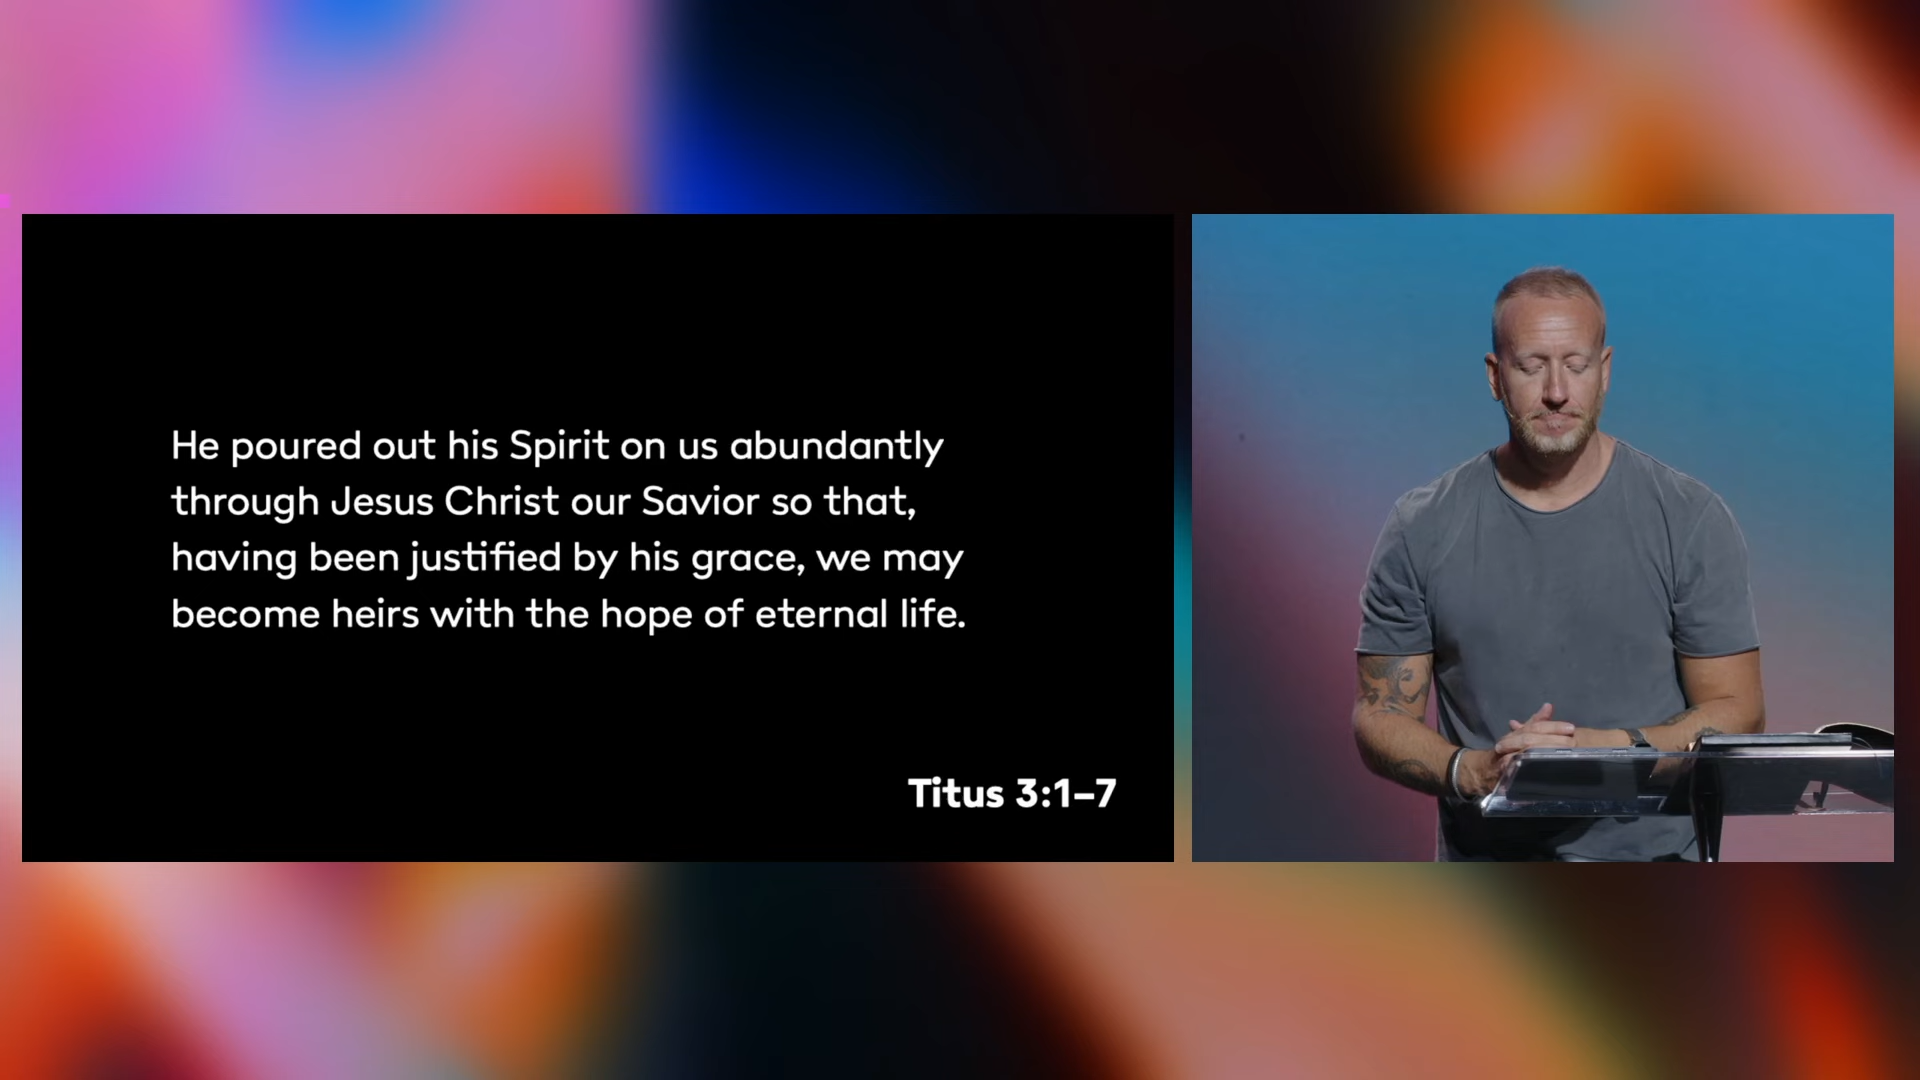 He poured out his Spirit on us abundantly
through Jesus Christ our Savior so that,
having been justified by his grace, we may
become heirs with the hope of eternal life.
Titus 3:1–7